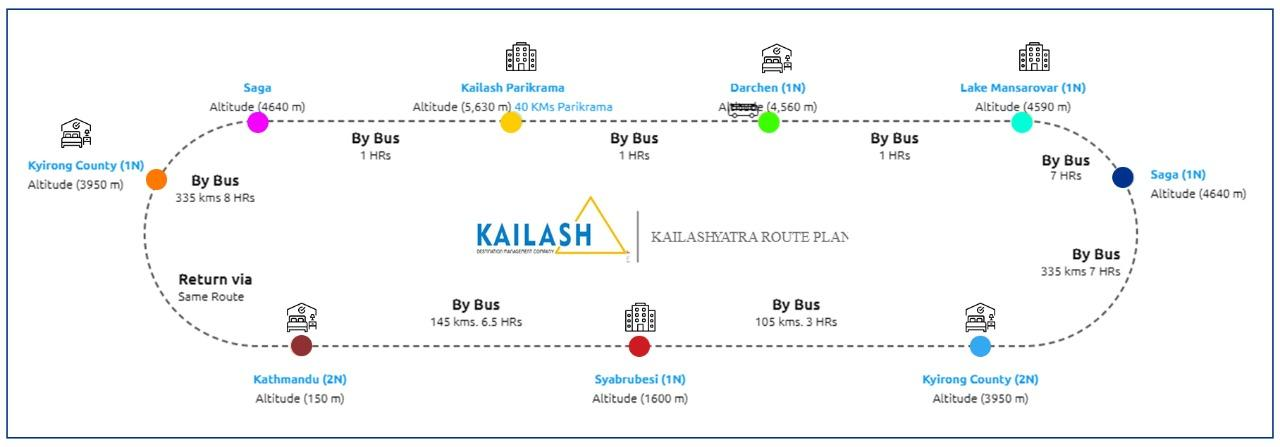 Saga
Altitude (4640 m)
Kailash Parikrama
Altitude (5,630 m) 40 KMs Parikrama
Darchen (1N)
Altitude (4,560 m)
Lake Mansarovar (1N)
Altitude (4590 m)
Kyirong County (1N)
Altitude (3950 m)
By Bus
1 HRs
By Bus
1 HRs
By Bus
1 HRs
By Bus
7 HRs
Saga (1N)
Altitude (4640 m)
By Bus
335 kms 8 HRs
KAILASH
DESTINATION MANAGEMENT COMPANY
KAILASHYATRA ROUTE PLAN
By Bus
335 kms 7 HRs
Return via
Same Route
By Bus
145 kms. 6.5 HRs
By Bus
105 kms. 3 HRs
Kathmandu (2N)
Altitude (150 m)
Syabrubesi (1N)
Altitude (1600 m)
Kyirong County (2N)
Altitude (3950 m)